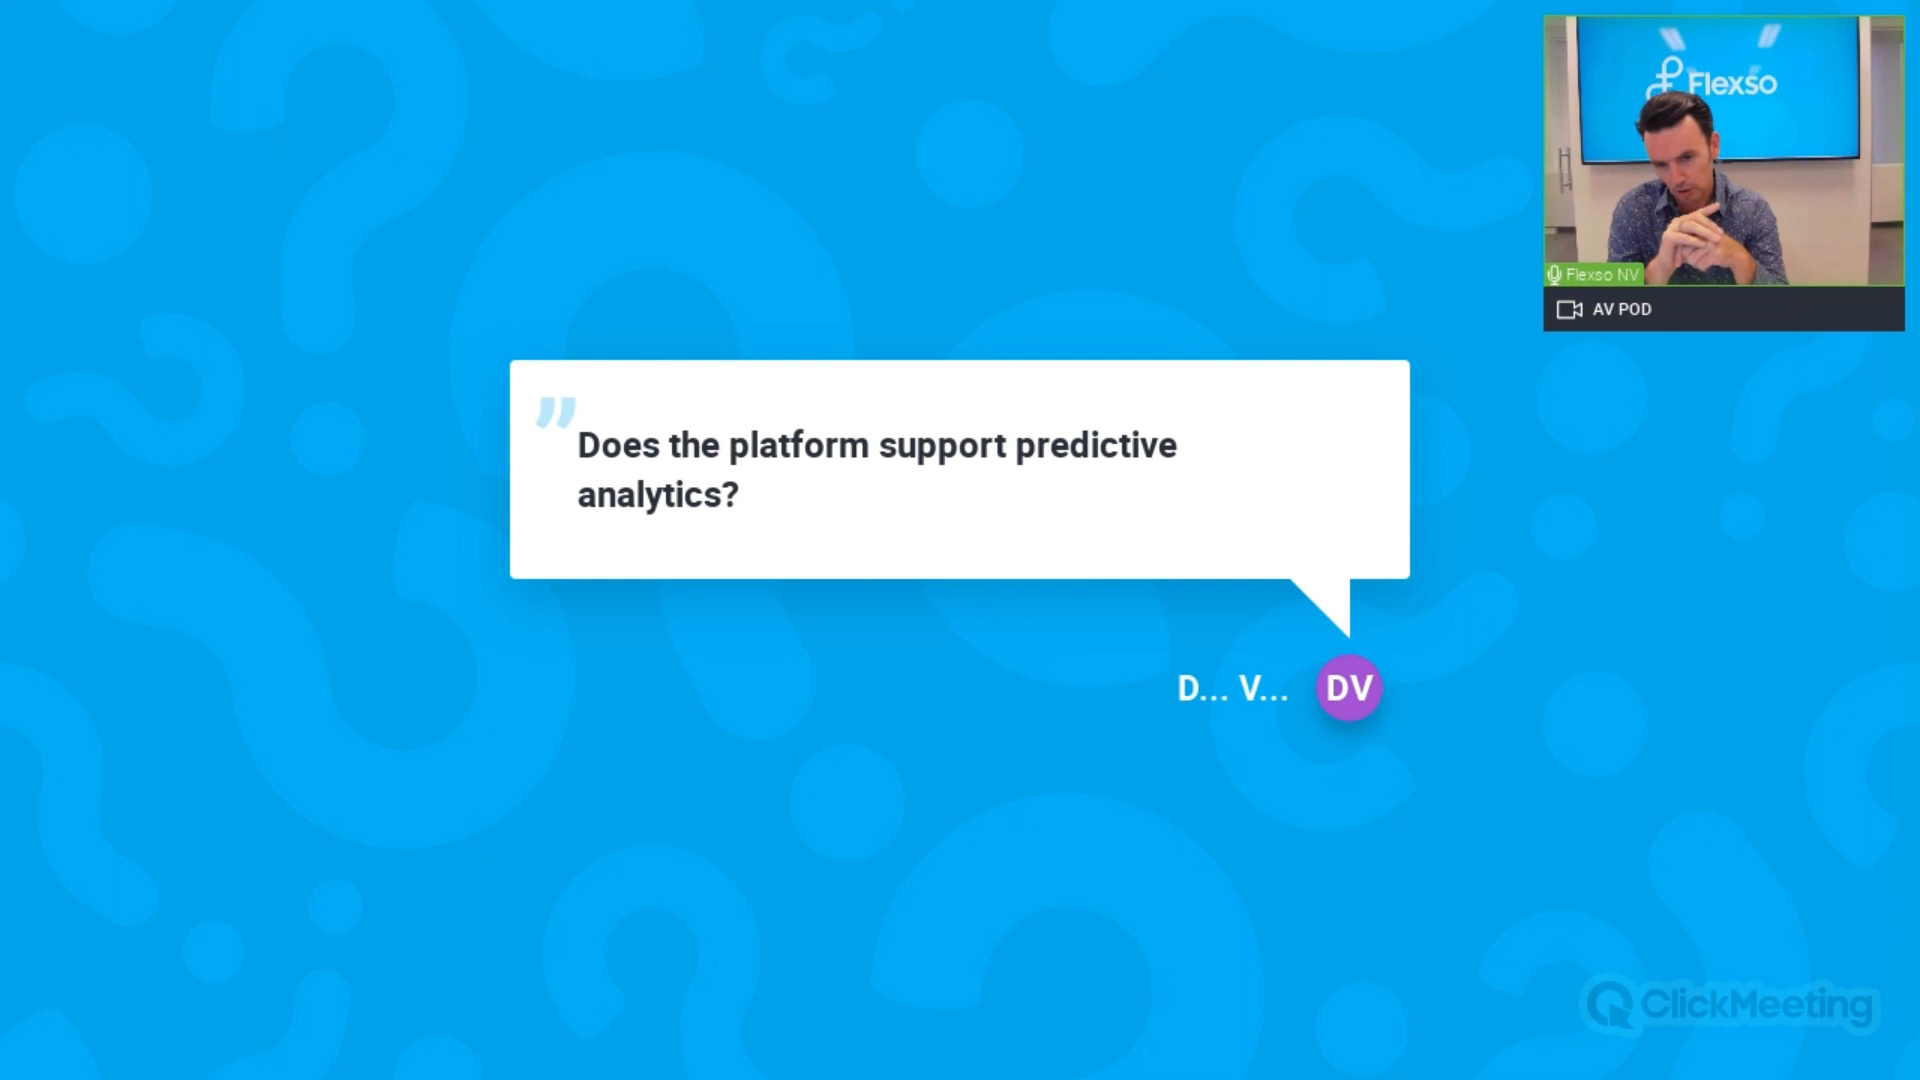 Flexso
Flexso NV
AV POD
”
Does the platform support predictive
analytics?
D... V...
DV
ClickMeeting